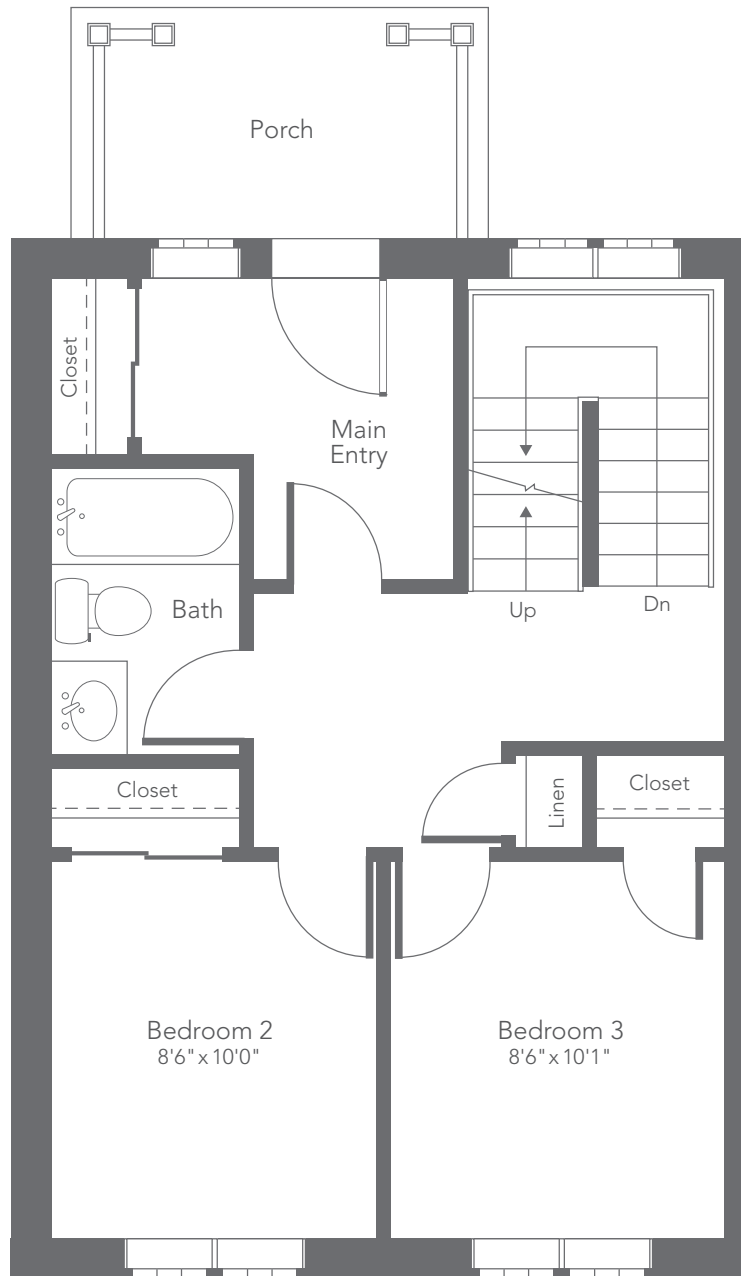 Porch
Closet
Main
Entry
Bath
Up
Dn
Closet
Linen
Closet
Bedroom 2
8'6" x 10'0"
Bedroom 3
8'6" x 10'1"